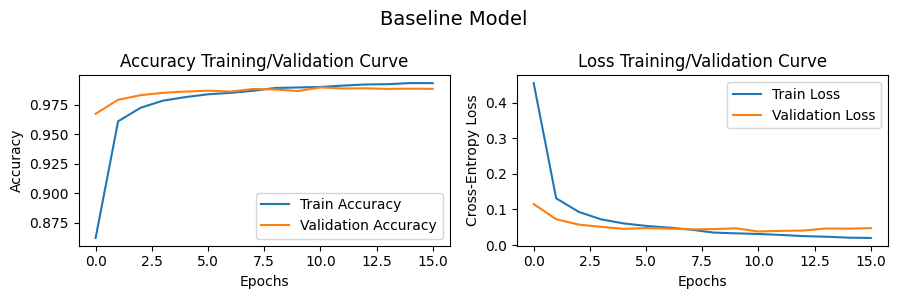 Baseline Model
Accuracy Training/Validation Curve
Accuracy
0.975
0.950
0.925
0.900
0.875
Train Accuracy
Validation Accuracy
0.0 2.5 5.0 7.5 10.0 12.5 15.0
Epochs
Loss Training/Validation Curve
Cross-Entropy Loss
0.4
0.3
0.2
0.1
0.0
Train Loss
Validation Loss
0.0 2.5 5.0 7.5 10.0 12.5 15.0
Epochs